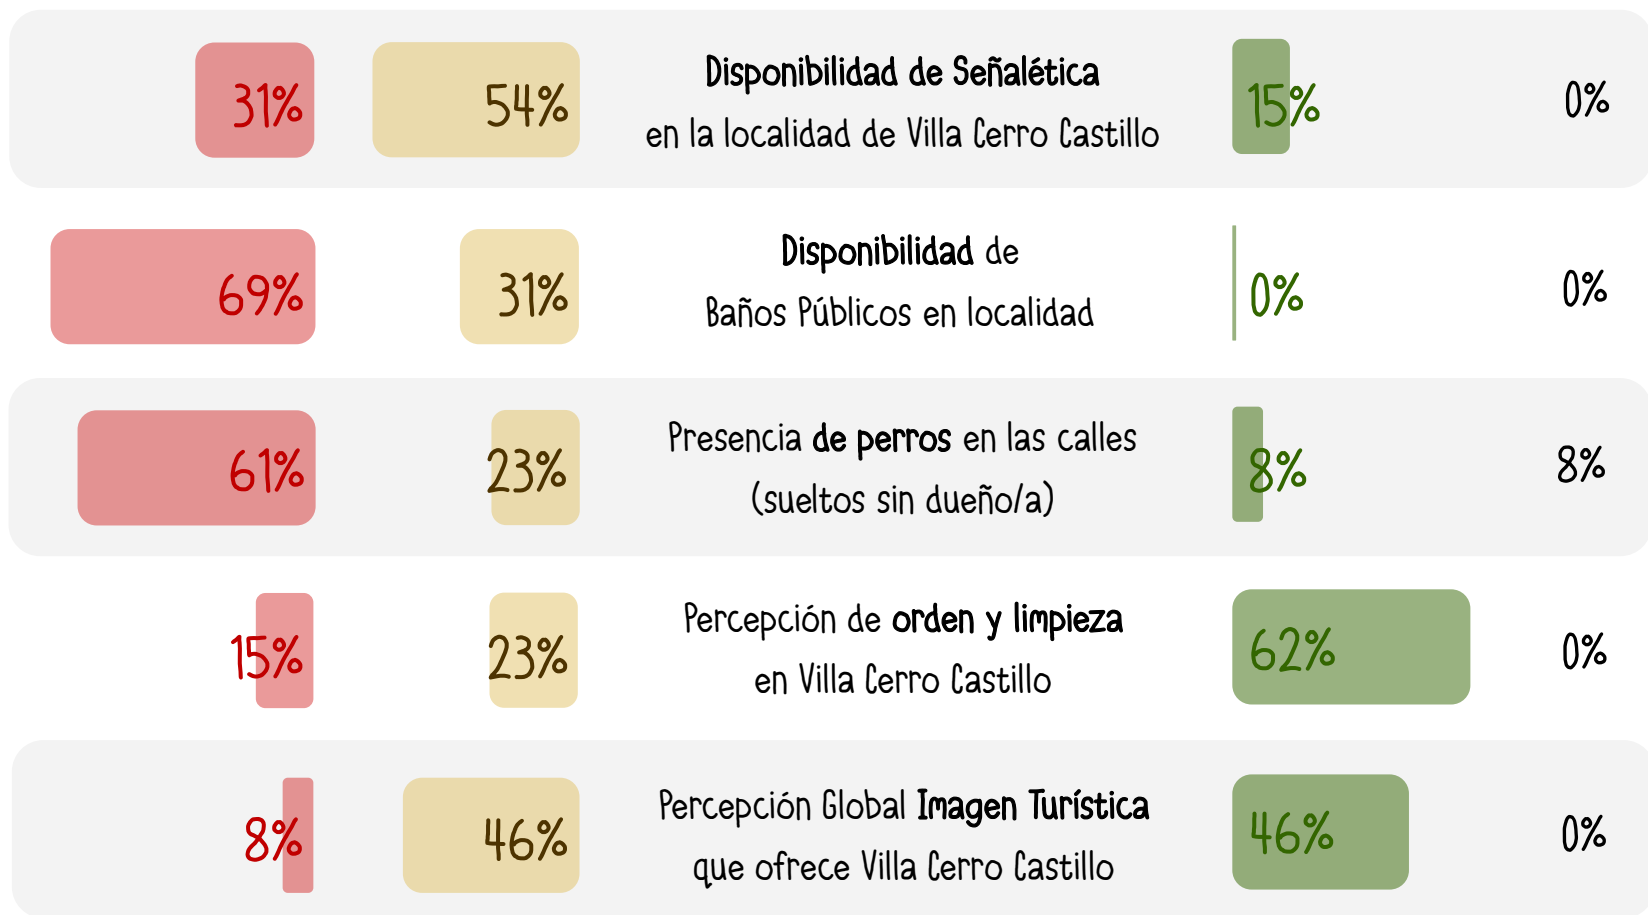 31% 54% Disponibilidad de Señalética 15% 0%
en la localidad de Villa Cerro Castillo
69% 31% Disponibilidad de 0% 0%
Baños Públicos en localidad
61% 23% Presencia de perros en las calles 8% 8%
(sueltos sin dueño/a)
15% 23% Percepción de orden y limpieza 62% 0%
en Villa Cerro Castillo
8% 46% Percepción Global Imagen Turística 46% 0%
que ofrece Villa Cerro Castillo